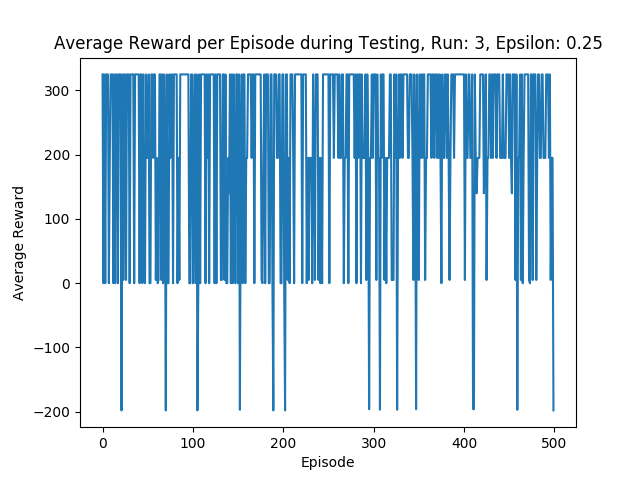 Average Reward per Episode during Testing, Run: 3, Epsilon: 0.25
300
200
100
0
−100
−200
Average Reward
0 100 200 300 400 500
Episode